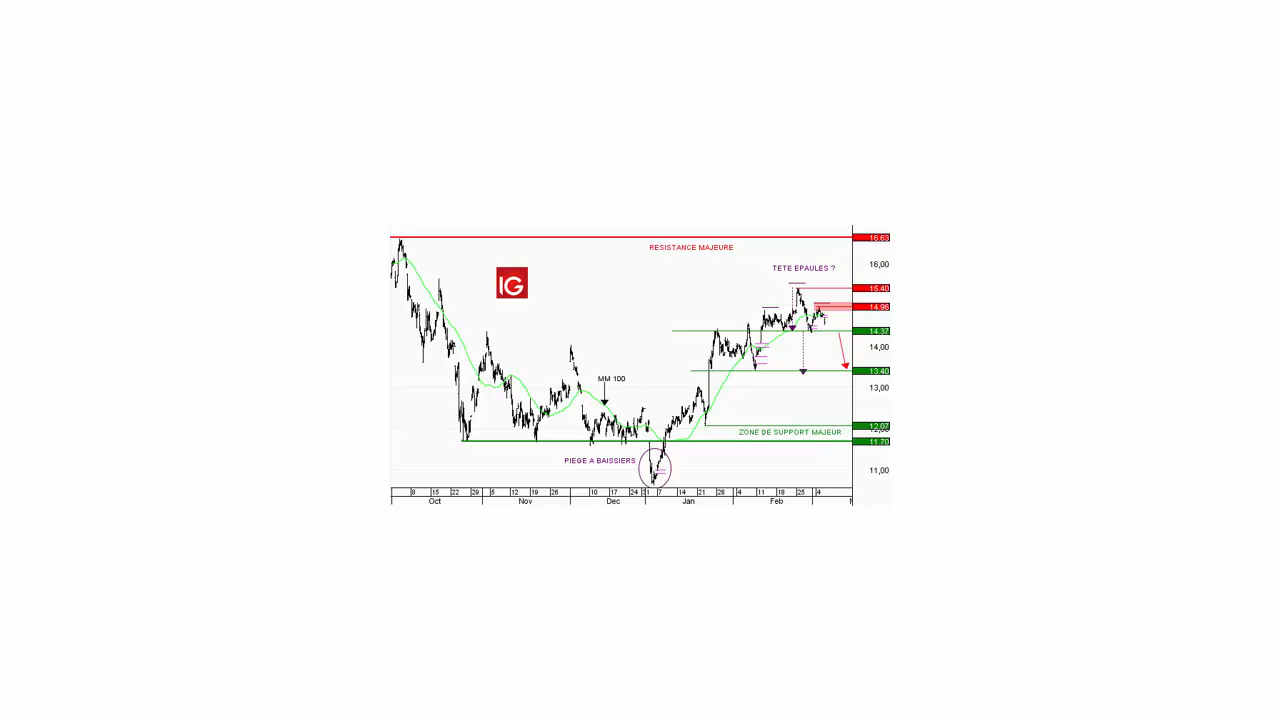 16,63
RESISTANCE MAJEURE
16,00
TETE EPAULES ?
IG
15,40
14,96
14,37
14,00
13,40
MM 100
13,00
12,07
ZONE DE SUPPORT MAJEUR
11,70
PIEGE A BAISSIERS
11,00
8 15 22 29 5 12 19 26 10 17 24 31 7 14 21 28 4 11 18 25 4
Oct Nov Dec Jan Feb